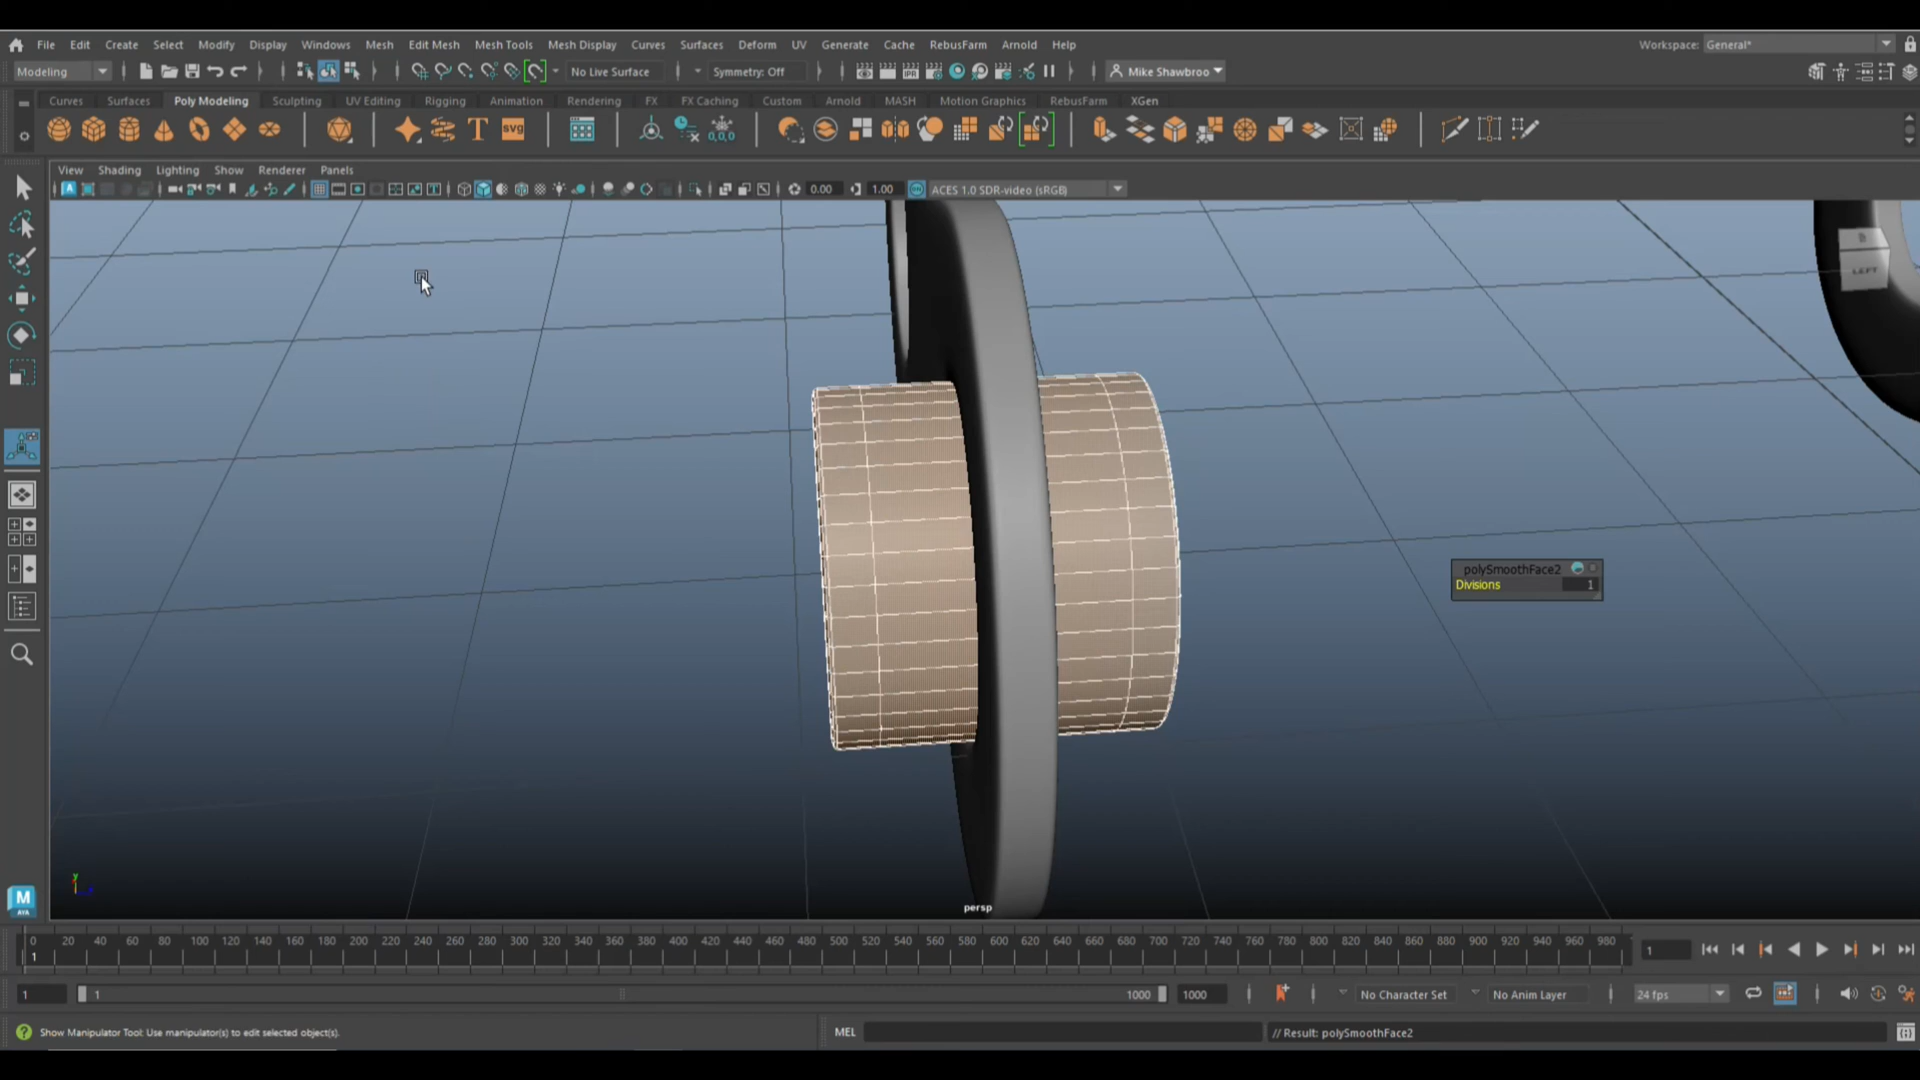 File Edit Create Select Modify Display Windows Mesh Edit Mesh Mesh Tools Mesh Display Curves Surfaces Deform UV Generate Cache RebusFarm Arnold Help Workspace: General*
Modeling No Live Surface Symmetry: Off IPR Mike Shawbroo
Curves Surfaces Poly Modeling Sculpting UV Editing Rigging Animation Rendering FX FX Caching Custom Arnold MASH Motion Graphics RebusFarm XGen
T SVG 0,0,0
View Shading Lighting Show Renderer Panels
0.00 1.00 ACES 1.0 SDR-video (sRGB)
LEFT
polySmoothFace2
Divisions 1
y
persp
M
AYA
0 20 40 60 80 100 120 140 160 180 200 220 240 260 280 300 320 340 360 380 400 420 440 460 480 500 520 540 560 580 600 620 640 660 680 700 720 740 760 780 800 820 840 860 880 900 920 940 960 980
1 1
1 1 1000 1000 No Character Set No Anim Layer 24 fps
Show Manipulator Tool: Use manipulator(s) to edit selected object(s). MEL // Result: polySmoothFace2